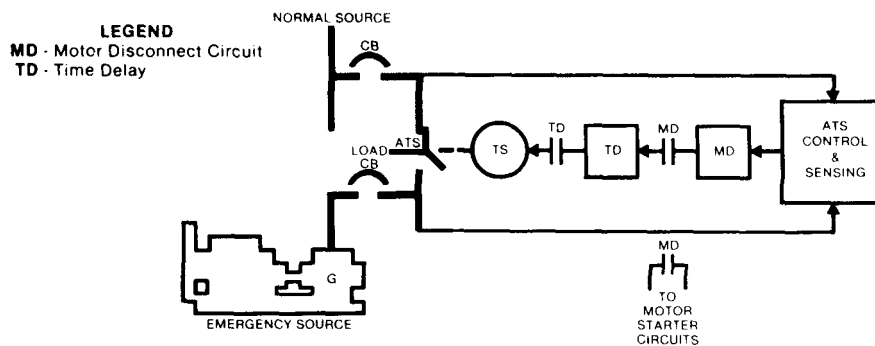 NORMAL SOURCE
LEGEND
MD - Motor Disconnect Circuit
TD - Time Delay
CB
LOAD
ATS
CB
TS
TD
TD
MD
MD
ATS
CONTROL
&
SENSING
G
EMERGENCY SOURCE
MD
TO
MOTOR
STARTER
CIRCUITS